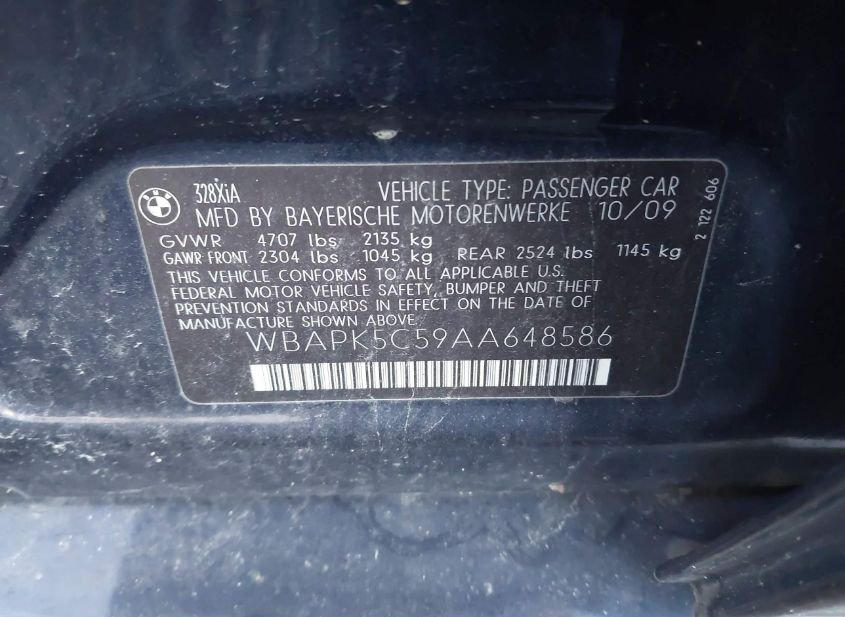 BMW
328XiA VEHICLE TYPE: PASSENGER CAR
MFD BY BAYERISCHE MOTORENWERKE 10/09
GVWR 4707 lbs 2135 kg
GAWR FRONT 2304 lbs 1045 kg REAR 2524 lbs 1145 kg
THIS VEHICLE CONFORMS TO ALL APPLICABLE U.S.
FEDERAL MOTOR VEHICLE SAFETY, BUMPER AND THEFT
PREVENTION STANDARDS IN EFFECT ON THE DATE OF
MANUFACTURE SHOWN ABOVE.
WBAPK5C59AA648586
2 122 606